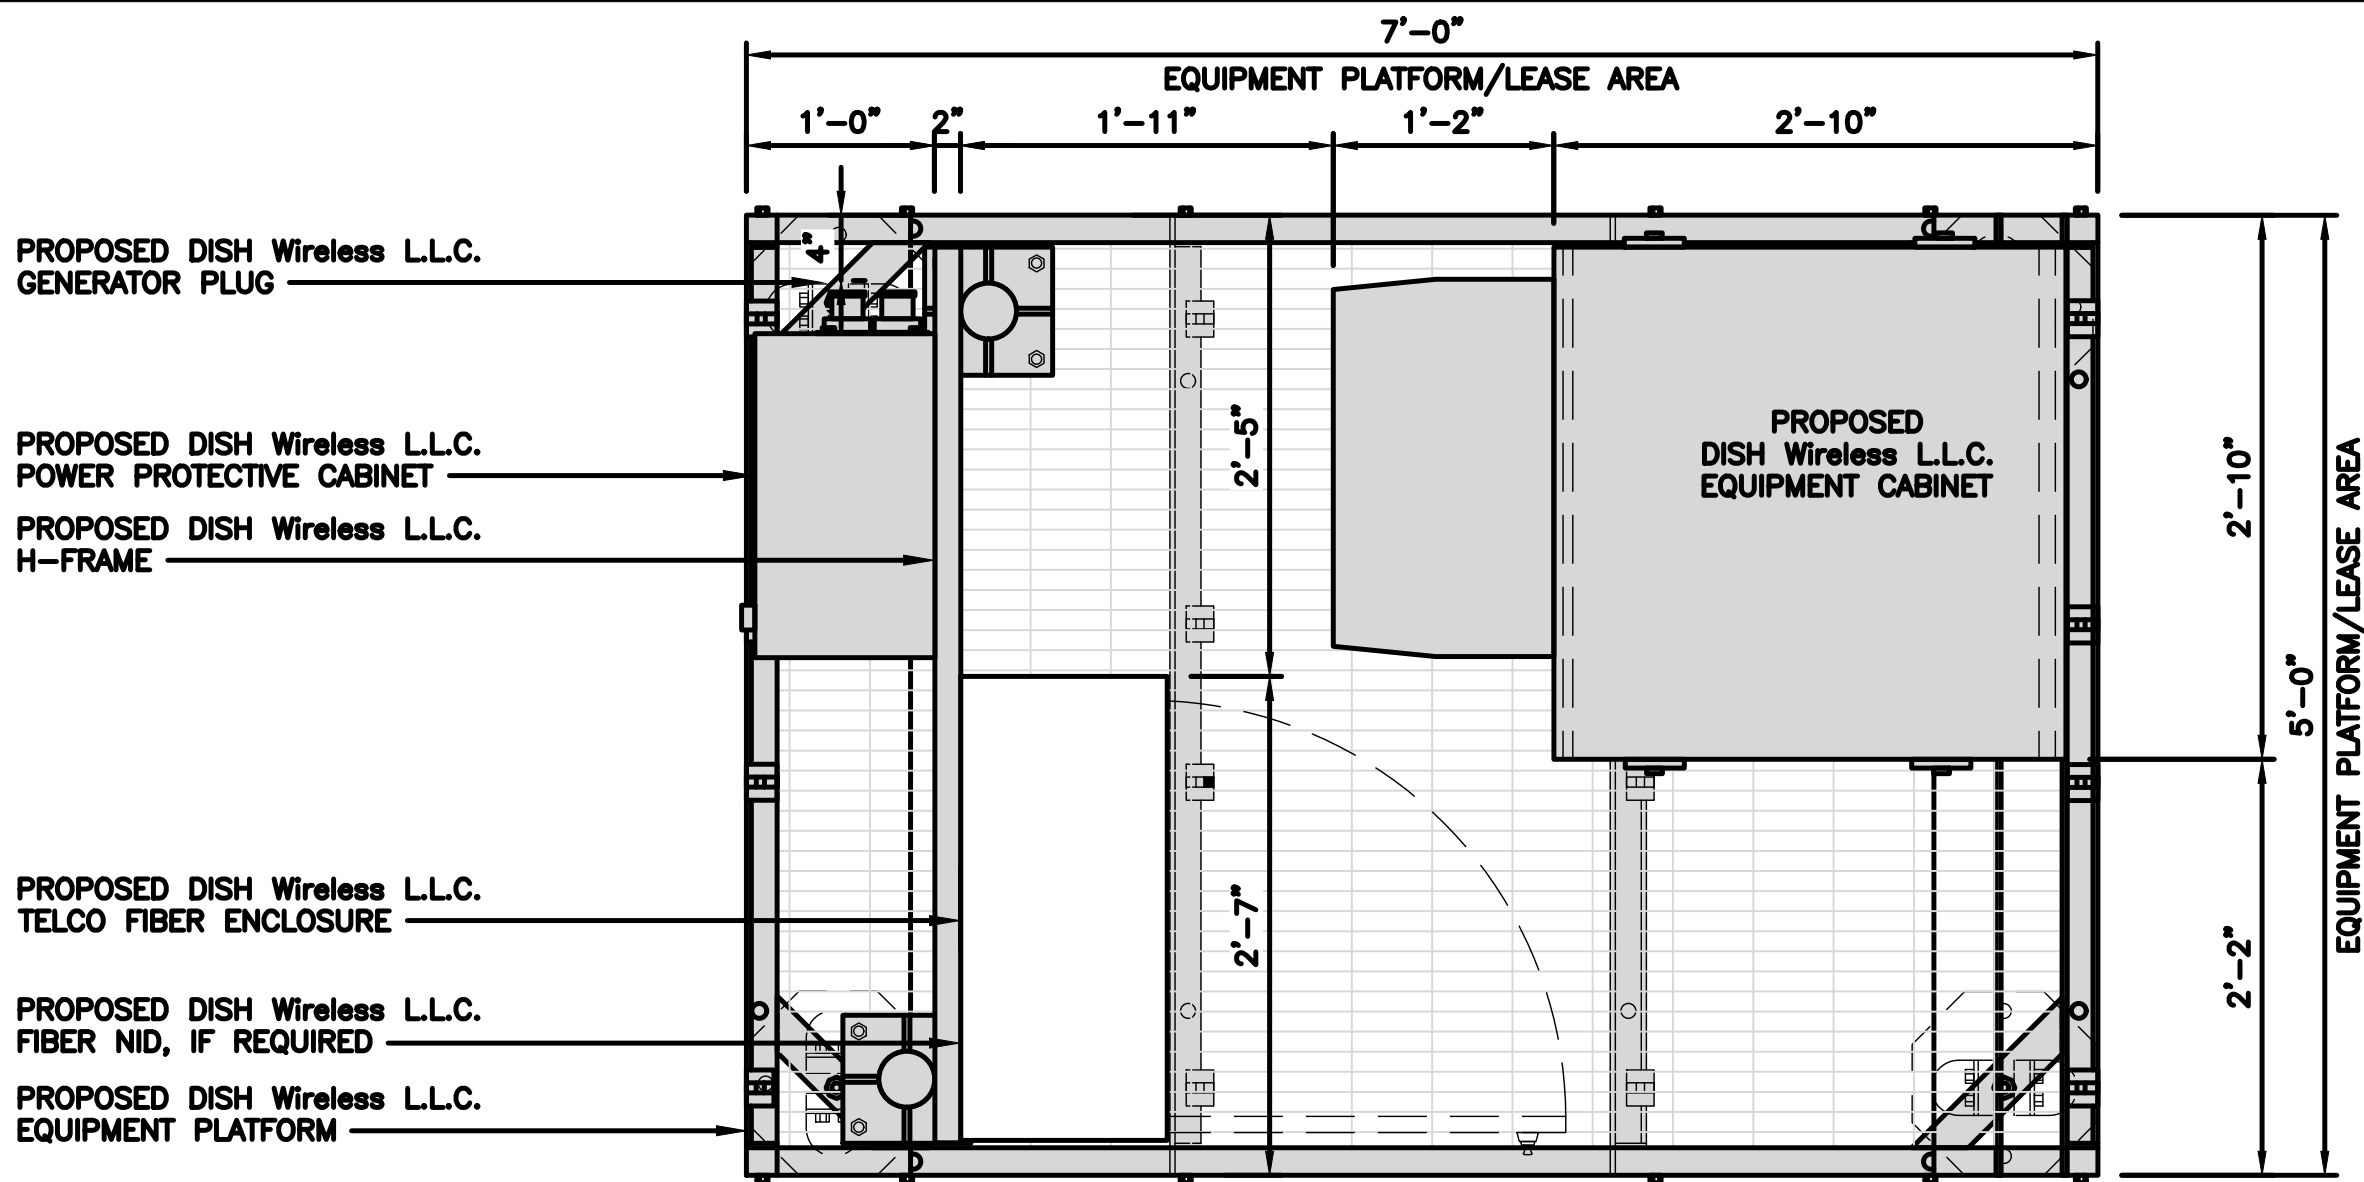 7'-0"
EQUIPMENT PLATFORM/LEASE AREA
1'-0" 2" 1'-11" 1'-2" 2'-10"
4"
PROPOSED DISH Wireless L.L.C.
GENERATOR PLUG
PROPOSED DISH Wireless L.L.C.
POWER PROTECTIVE CABINET
PROPOSED DISH Wireless L.L.C.
H-FRAME
2'-5"
PROPOSED
DISH Wireless L.L.C.
EQUIPMENT CABINET
2'-10"
5'-0"
EQUIPMENT PLATFORM/LEASE AREA
PROPOSED DISH Wireless L.L.C.
TELCO FIBER ENCLOSURE
2'-7"
2'-2"
PROPOSED DISH Wireless L.L.C.
FIBER NID, IF REQUIRED
PROPOSED DISH Wireless L.L.C.
EQUIPMENT PLATFORM